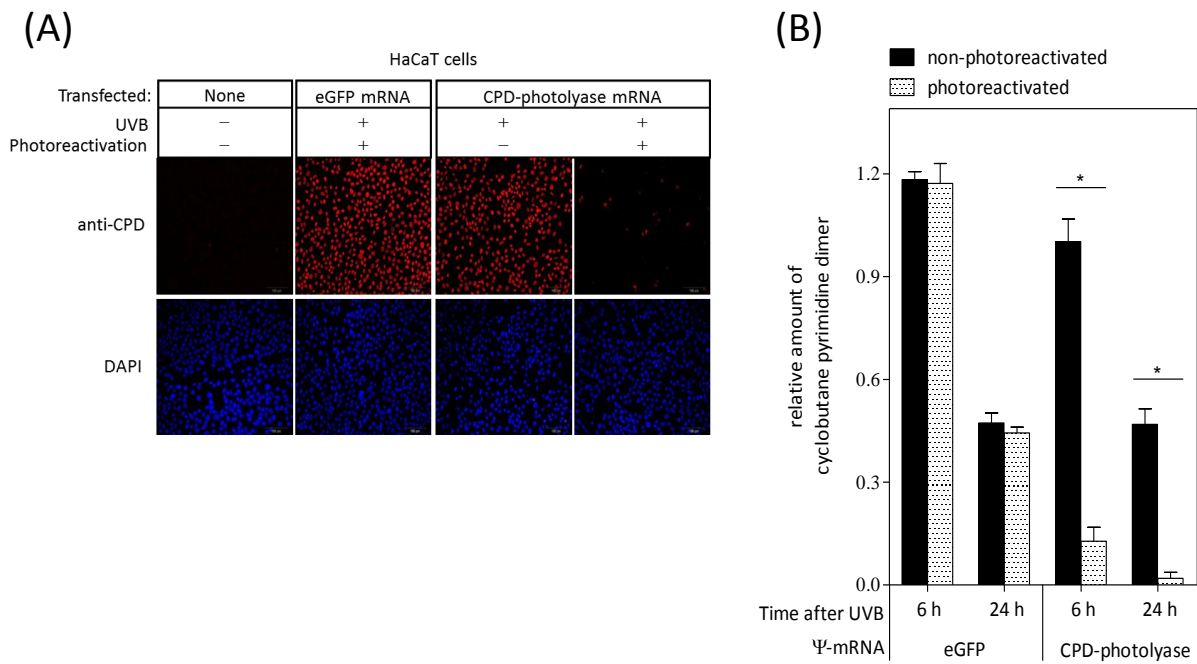 (A)
HaCaT cells
Transfected: None eGFP mRNA CPD-photolyase mRNA
UVB − + + +
Photoreactivation − + − +
anti-CPD
DAPI
(B)
non-photoreactivated
photoreactivated
relative amount of
cyclobutane pyrimidine dimer
1.2
0.9
0.6
0.3
0.0
* *
Time after UVB 6 h 24 h 6 h 24 h
Ψ-mRNA eGFP CPD-photolyase